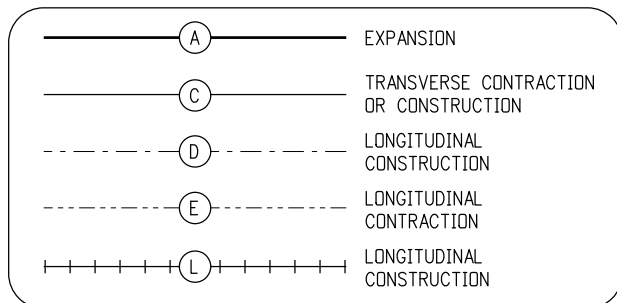 A EXPANSION
C TRANSVERSE CONTRACTION
OR CONSTRUCTION
D LONGITUDINAL
CONSTRUCTION
E LONGITUDINAL
CONTRACTION
L LONGITUDINAL
CONSTRUCTION